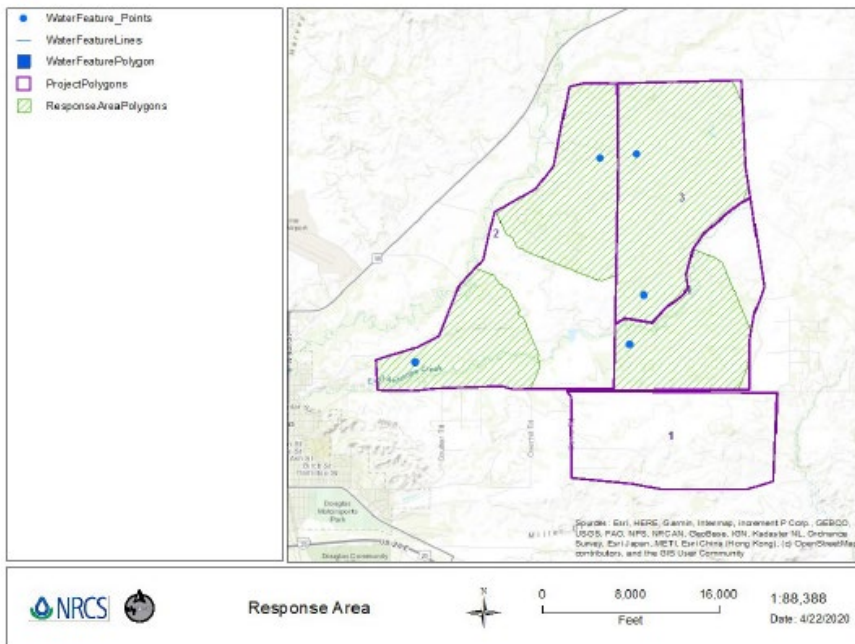 WaterFeature_Points
WaterFeatureLines
WaterFeaturePolygon
ProjectPolygons
ResponseAreaPolygons
3
2
1
Douglas
Motorsports
Park
Douglas Community
Sources: Esri, HERE, Garmin, Intermap, increment P Corp., GEBCO,
USGS, FAO, NPS, NRCAN, GeoBase, IGN, Kadaster NL, Ordnance
Survey, Esri Japan, METI, Esri China (Hong Kong), (c) OpenStreetMap
contributors, and the GIS User Community
NRCS
Response Area
N
0 8,000 16,000
Feet
1:88,388
Date: 4/22/2020